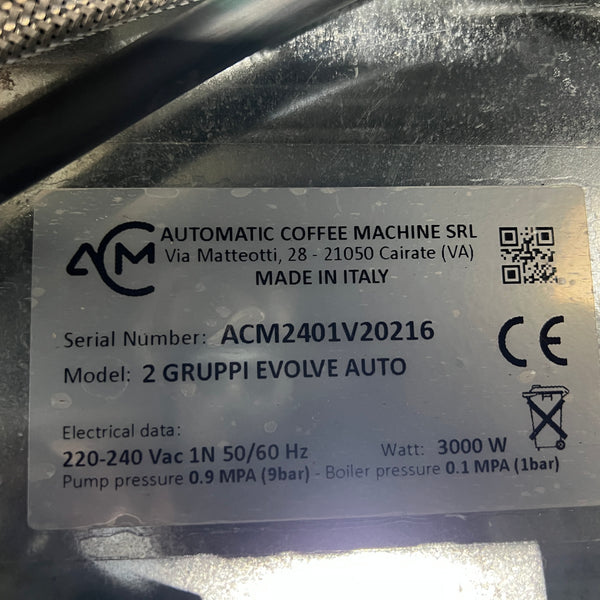 ACM
AUTOMATIC COFFEE MACHINE SRL
Via Matteotti, 28 - 21050 Cairate (VA)
MADE IN ITALY
Serial Number: ACM2401V20216
Model: 2 GRUPPI EVOLVE AUTO
CE
Electrical data:
220-240 Vac 1N 50/60 Hz Watt: 3000 W
Pump pressure 0.9 MPA (9bar) - Boiler pressure 0.1 MPA (1bar)